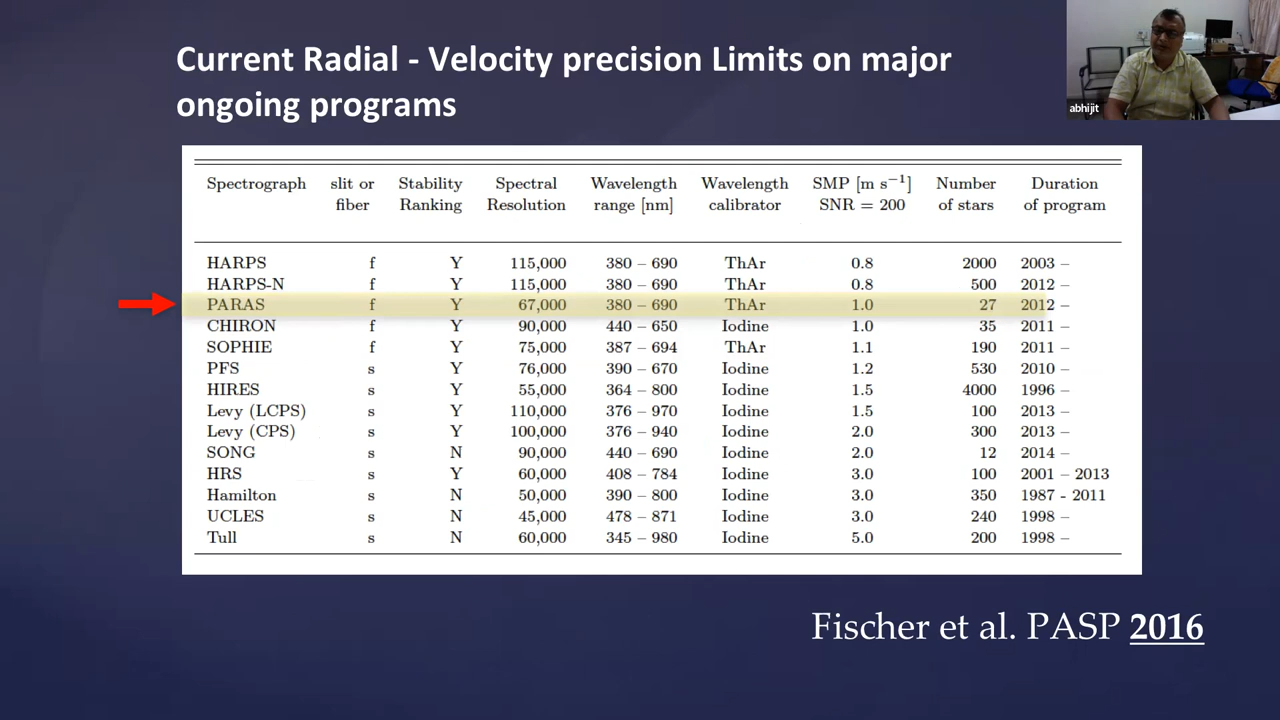 Current Radial - Velocity precision Limits on major
ongoing programs
abhijit
Spectrograph slit or Stability Spectral Wavelength Wavelength SMP [m s−1] Number Duration
fiber Ranking Resolution range [nm] calibrator SNR = 200 of stars of program
HARPS f Y 115,000 380 – 690 ThAr 0.8 2000 2003 –
HARPS-N f Y 115,000 380 – 690 ThAr 0.8 500 2012 –
PARAS f Y 67,000 380 – 690 ThAr 1.0 27 2012 –
CHIRON f Y 90,000 440 – 650 Iodine 1.0 35 2011 –
SOPHIE f Y 75,000 387 – 694 ThAr 1.1 190 2011 –
PFS s Y 76,000 390 – 670 Iodine 1.2 530 2010 –
HIRES s Y 55,000 364 – 800 Iodine 1.5 4000 1996 –
Levy (LCPS) s Y 110,000 376 – 970 Iodine 1.5 100 2013 –
Levy (CPS) s Y 100,000 376 – 940 Iodine 2.0 300 2013 –
SONG s N 90,000 440 – 690 Iodine 2.0 12 2014 –
HRS s Y 60,000 408 – 784 Iodine 3.0 100 2001 – 2013
Hamilton s N 50,000 390 – 800 Iodine 3.0 350 1987 - 2011
UCLES s N 45,000 478 – 871 Iodine 3.0 240 1998 –
Tull s N 60,000 345 – 980 Iodine 5.0 200 1998 –
Fischer et al. PASP 2016